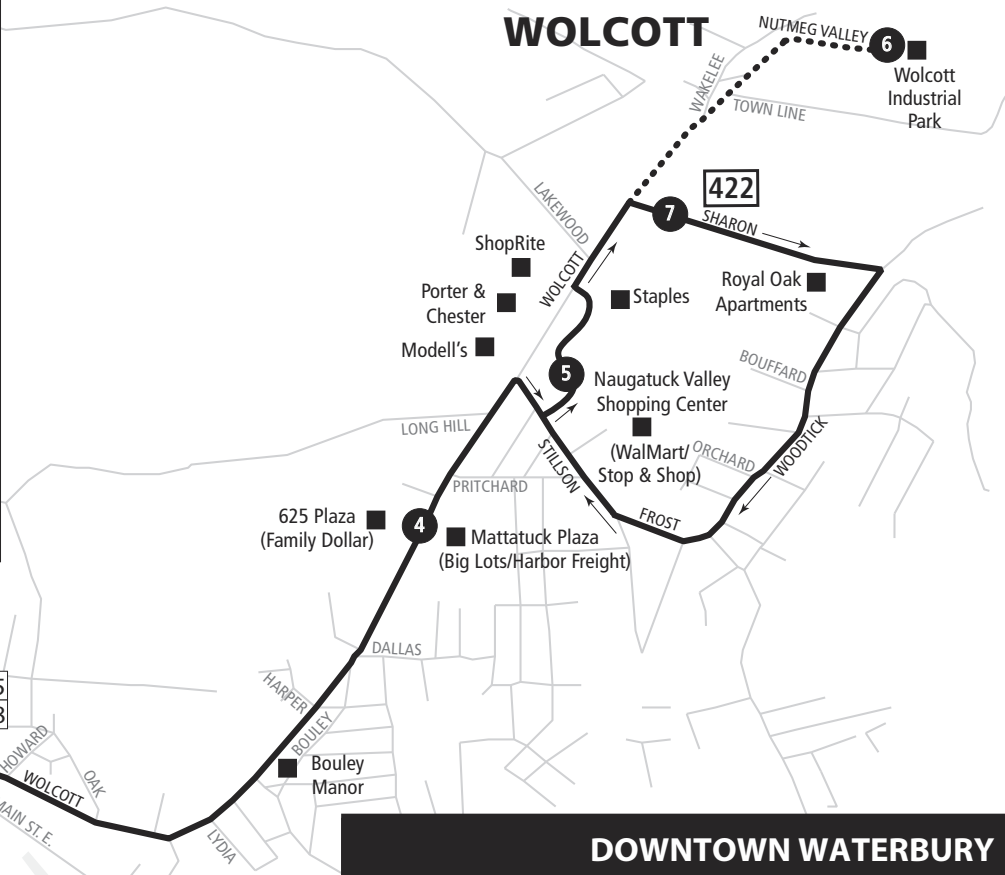 WOLCOTT
NUTMEG VALLEY
6
Wolcott
Industrial
Park
WAKELEE
TOWN LINE
422
7
SHARON
LAKEWOOD
ShopRite
WOLCOTT
Porter &
Chester
Staples
Royal Oak
Apartments
Modell's
5
Naugatuck Valley
Shopping Center
(WalMart/
Stop & Shop)
BOUFFARD
LONG HILL
STILLSON
ORCHARD
WOODTICK
PRITCHARD
FROST
625 Plaza
(Family Dollar)
4
Mattatuck Plaza
(Big Lots/Harbor Freight)
DALLAS
HARPER
BOULEY
Bouley
Manor
HOWARD
OAK
WOLCOTT
MAIN ST. E.
LYDIA
DOWNTOWN WATERBURY